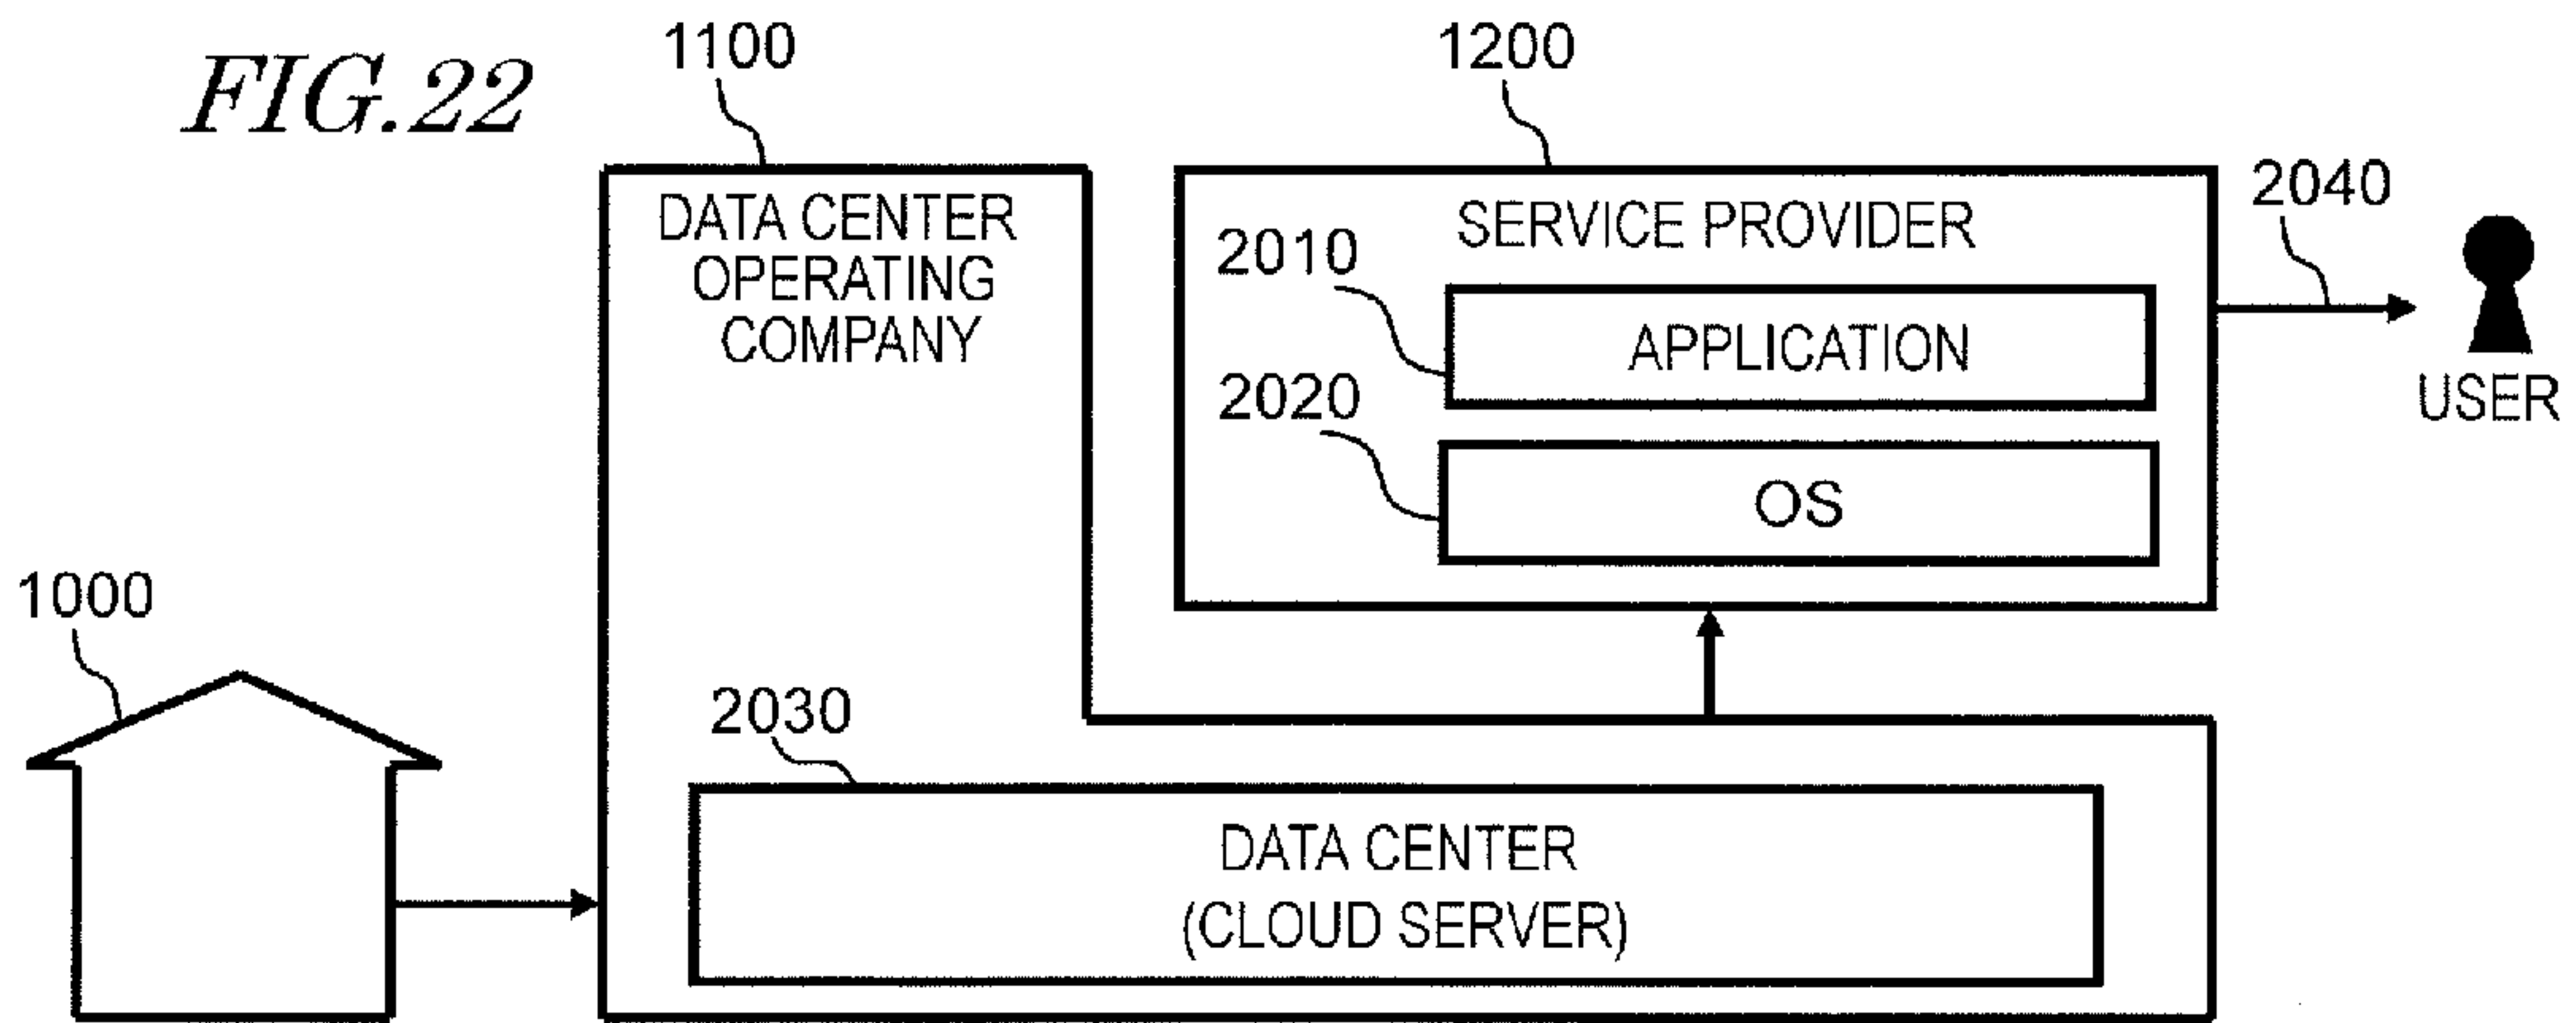 FIG.22
1100
1200
DATA CENTER
OPERATING
COMPANY
SERVICE PROVIDER
2040
2010
APPLICATION
2020
OS
USER
1000
2030
DATA CENTER
(CLOUD SERVER)